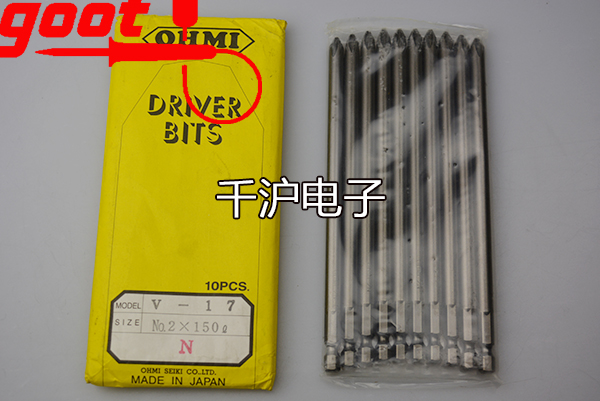 goot
OHMI
DRIVER
BITS
千沪电子
10PCS.
MODEL V - 17
SIZE No.2×150ℓ
N
OHMI SEIKI CO.,LTD.
MADE IN JAPAN